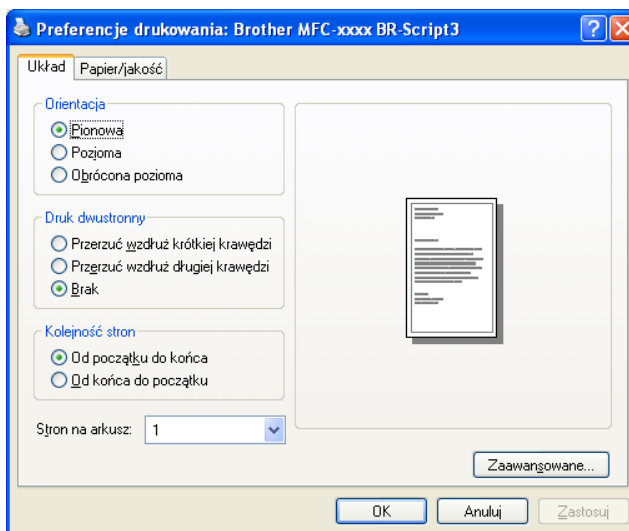 Preferencje drukowania: Brother MFC-xxxx BR-Script3
Układ
Papier/jakość
Orientacja
Pionowa
Pozioma
Obrócona pozioma
Druk dwustronny
Przerzuć wzdłuż krótkiej krawędzi
Przerzuć wzdłuż długiej krawędzi
Brak
Kolejność stron
Od początku do końca
Od końca do początku
Stron na arkusz: 1
Zaawansowane...
OK
Anuluj
Zastosuj